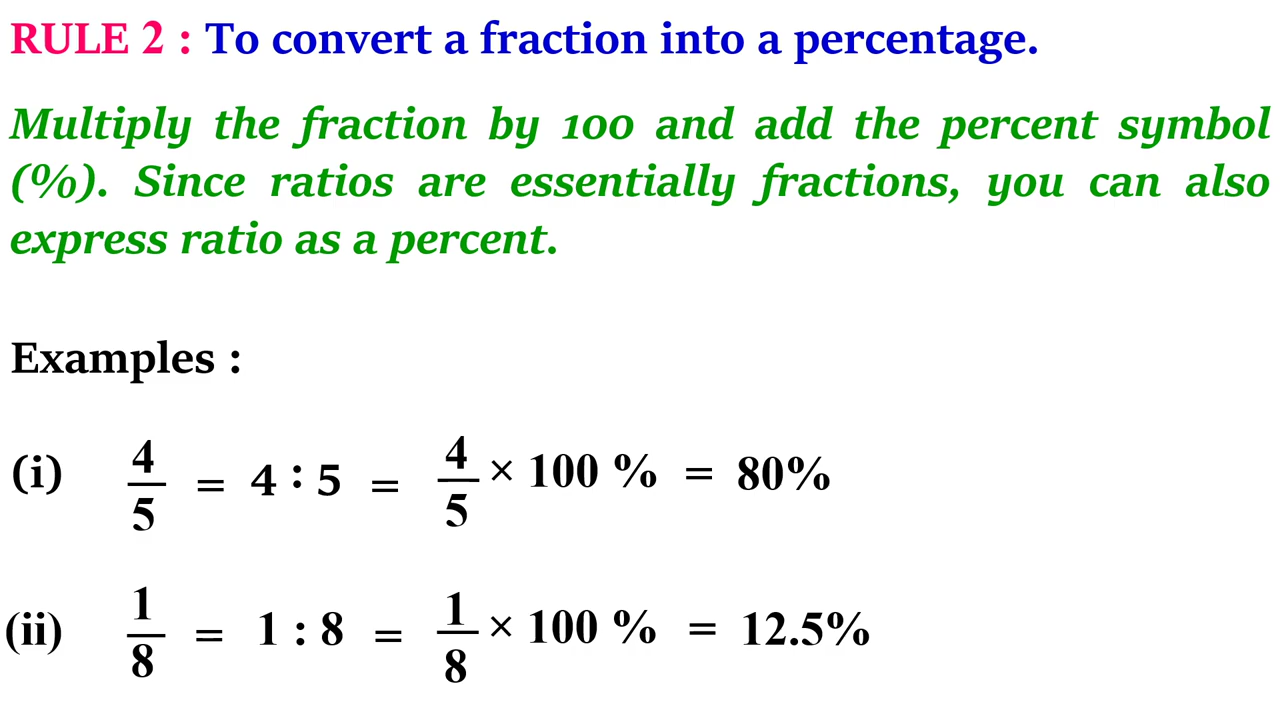 RULE 2 : To convert a fraction into a percentage.
Multiply the fraction by 100 and add the percent symbol
(%). Since ratios are essentially fractions, you can also
express ratio as a percent.
Examples :
(i) 4/5 = 4 : 5 = 4/5 × 100 % = 80%
(ii) 1/8 = 1 : 8 = 1/8 × 100 % = 12.5%